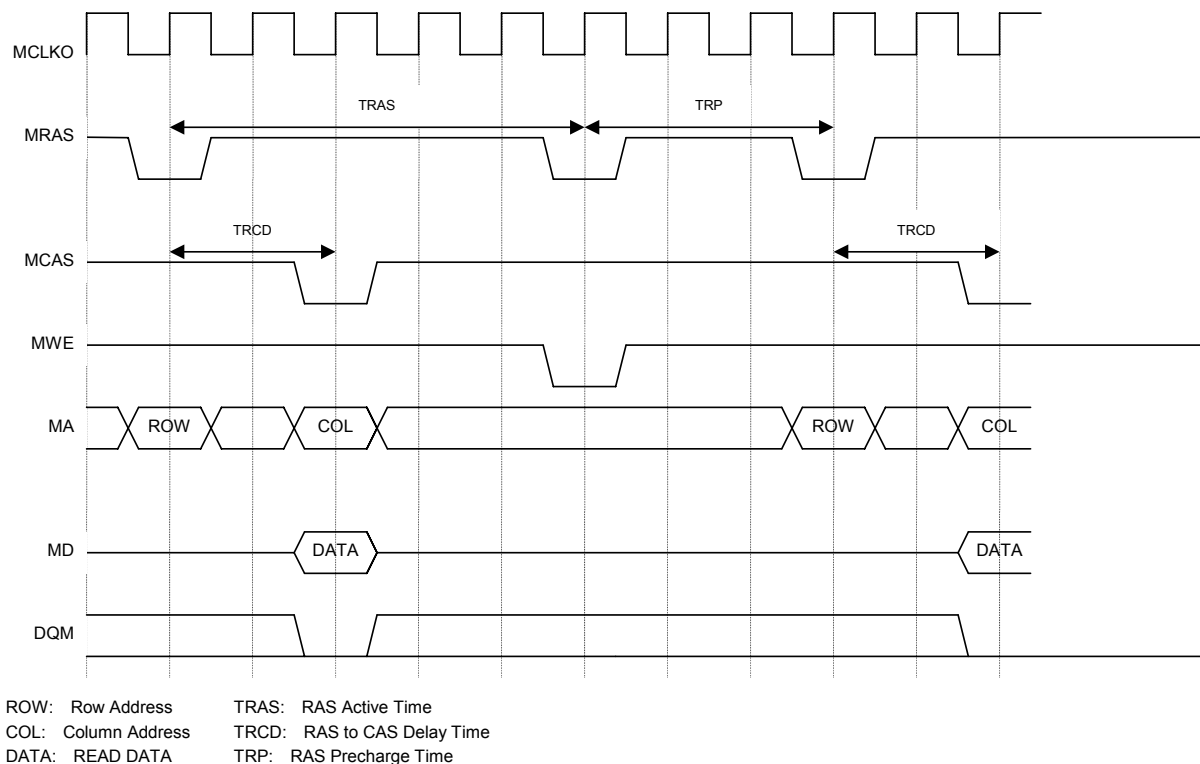 MCLKO
TRAS TRP
MRAS
TRCD TRCD
MCAS
MWE
MA ROW COL ROW COL
MD DATA DATA
DQM
ROW: Row Address TRAS: RAS Active Time
COL: Column Address TRCD: RAS to CAS Delay Time
DATA: READ DATA TRP: RAS Precharge Time